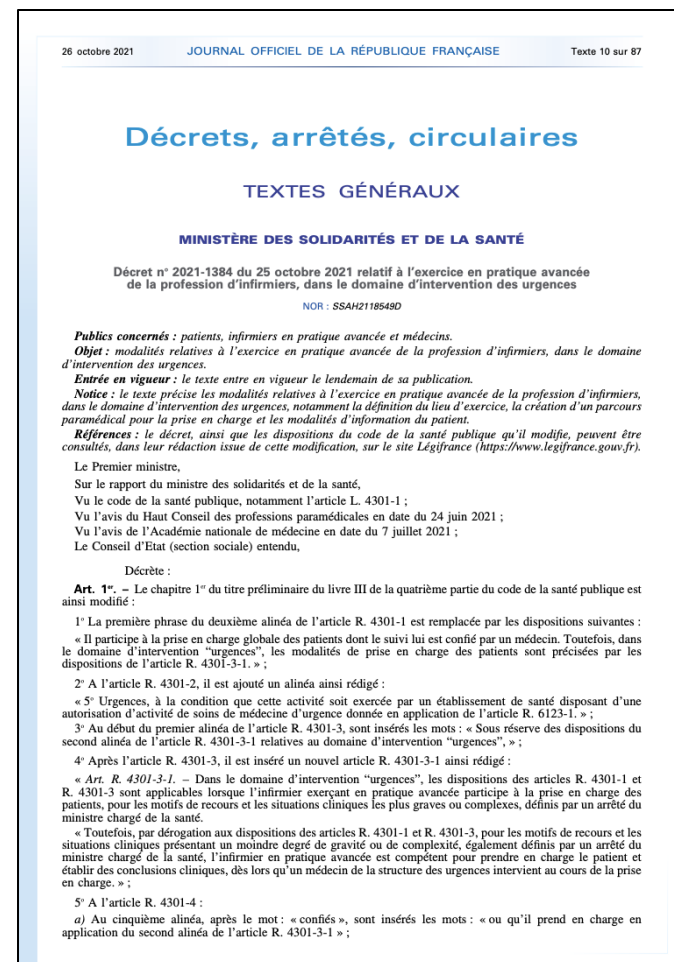 26 octobre 2021 JOURNAL OFFICIEL DE LA RÉPUBLIQUE FRANÇAISE Texte 10 sur 87
Décrets, arrêtés, circulaires
TEXTES GÉNÉRAUX
MINISTÈRE DES SOLIDARITÉS ET DE LA SANTÉ
Décret nº 2021-1384 du 25 octobre 2021 relatif à l'exercice en pratique avancée
de la profession d'infirmiers, dans le domaine d'intervention des urgences
NOR : SSAH2118549D
Publics concernés : patients, infirmiers en pratique avancée et médecins.
Objet : modalités relatives à l'exercice en pratique avancée de la profession d'infirmiers, dans le domaine
d'intervention des urgences.
Entrée en vigueur : le texte entre en vigueur le lendemain de sa publication.
Notice : le texte précise les modalités relatives à l'exercice en pratique avancée de la profession d'infirmiers,
dans le domaine d'intervention des urgences, notamment la définition du lieu d'exercice, la création d'un parcours
paramédical pour la prise en charge et les modalités d'information du patient.
Références : le décret, ainsi que les dispositions du code de la santé publique qu'il modifie, peuvent être
consultés, dans leur rédaction issue de cette modification, sur le site Légifrance (https://www.legifrance.gouv.fr).
Le Premier ministre,
Sur le rapport du ministre des solidarités et de la santé,
Vu le code de la santé publique, notamment l'article L. 4301-1 ;
Vu l'avis du Haut Conseil des professions paramédicales en date du 24 juin 2021 ;
Vu l'avis de l'Académie nationale de médecine en date du 7 juillet 2021 ;
Le Conseil d'Etat (section sociale) entendu,
Décrète :
Art. 1er. – Le chapitre 1er du titre préliminaire du livre III de la quatrième partie du code de la santé publique est
ainsi modifié :
1º La première phrase du deuxième alinéa de l'article R. 4301-1 est remplacée par les dispositions suivantes :
« Il participe à la prise en charge globale des patients dont le suivi lui est confié par un médecin. Toutefois, dans
le domaine d'intervention “urgences”, les modalités de prise en charge des patients sont précisées par les
dispositions de l'article R. 4301-3-1. » ;
2º A l'article R. 4301-2, il est ajouté un alinéa ainsi rédigé :
« 5º Urgences, à la condition que cette activité soit exercée par un établissement de santé disposant d'une
autorisation d'activité de soins de médecine d'urgence donnée en application de l'article R. 6123-1. » ;
3º Au début du premier alinéa de l'article R. 4301-3, sont insérés les mots : « Sous réserve des dispositions du
second alinéa de l'article R. 4301-3-1 relatives au domaine d'intervention “urgences”, » ;
4º Après l'article R. 4301-3, il est inséré un nouvel article R. 4301-3-1 ainsi rédigé :
« Art. R. 4301-3-1. – Dans le domaine d'intervention “urgences”, les dispositions des articles R. 4301-1 et
R. 4301-3 sont applicables lorsque l'infirmier exerçant en pratique avancée participe à la prise en charge des
patients, pour les motifs de recours et les situations cliniques les plus graves ou complexes, définis par un arrêté du
ministre chargé de la santé.
« Toutefois, par dérogation aux dispositions des articles R. 4301-1 et R. 4301-3, pour les motifs de recours et les
situations cliniques présentant un moindre degré de gravité ou de complexité, également définis par un arrêté du
ministre chargé de la santé, l'infirmier en pratique avancée est compétent pour prendre en charge le patient et
établir des conclusions cliniques, dès lors qu'un médecin de la structure des urgences intervient au cours de la prise
en charge. » ;
5º A l'article R. 4301-4 :
a) Au cinquième alinéa, après le mot : « confiés », sont insérés les mots : « ou qu'il prend en charge en
application du second alinéa de l'article R. 4301-3-1 » ;